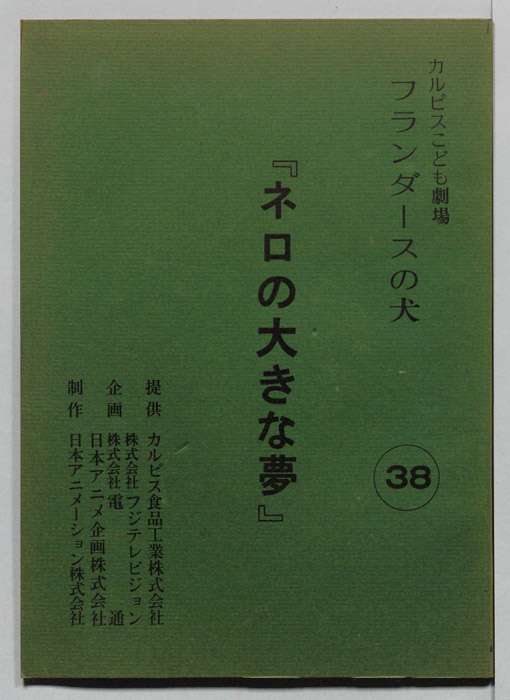 カルピスこども劇場
フランダースの犬
38
『ネロの大きな夢』
提供 カルピス食品工業株式会社
株式会社フジテレビジョン
企画 株式会社電通
日本アニメ企画株式会社
制作 日本アニメーション株式会社